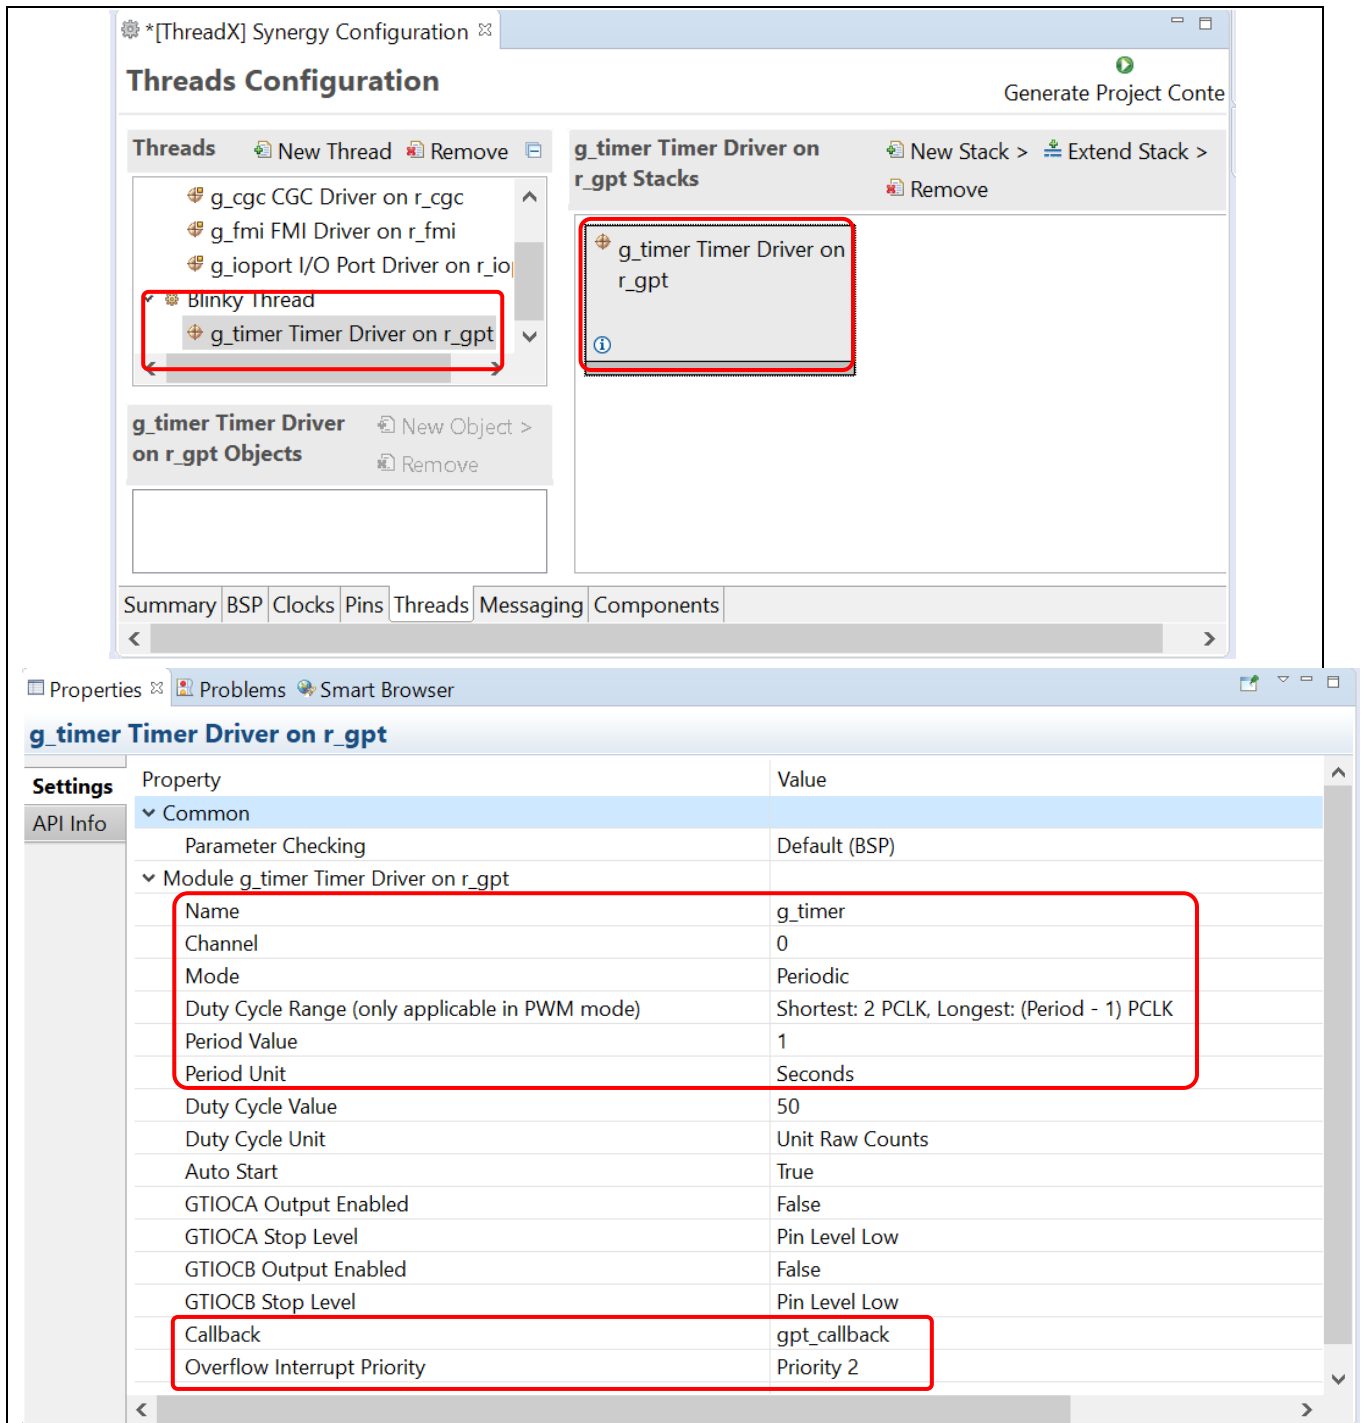 *[ThreadX] Synergy Configuration
Threads Configuration
Generate Project Conte
Threads New Thread Remove
g_timer Timer Driver on
r_gpt Stacks
New Stack > Extend Stack >
Remove
g_cgc CGC Driver on r_cgc
g_fmi FMI Driver on r_fmi
g_ioport I/O Port Driver on r_iop
Blinky Thread
g_timer Timer Driver on r_gpt
g_timer Timer Driver on
r_gpt
g_timer Timer Driver
on r_gpt Objects
New Object >
Remove
Summary BSP Clocks Pins Threads Messaging Components
Properties Problems Smart Browser
g_timer Timer Driver on r_gpt
Settings
API Info
Property Value
Common
Parameter Checking Default (BSP)
Module g_timer Timer Driver on r_gpt
Name g_timer
Channel 0
Mode Periodic
Duty Cycle Range (only applicable in PWM mode) Shortest: 2 PCLK, Longest: (Period - 1) PCLK
Period Value 1
Period Unit Seconds
Duty Cycle Value 50
Duty Cycle Unit Unit Raw Counts
Auto Start True
GTIOCA Output Enabled False
GTIOCA Stop Level Pin Level Low
GTIOCB Output Enabled False
GTIOCB Stop Level Pin Level Low
Callback gpt_callback
Overflow Interrupt Priority Priority 2